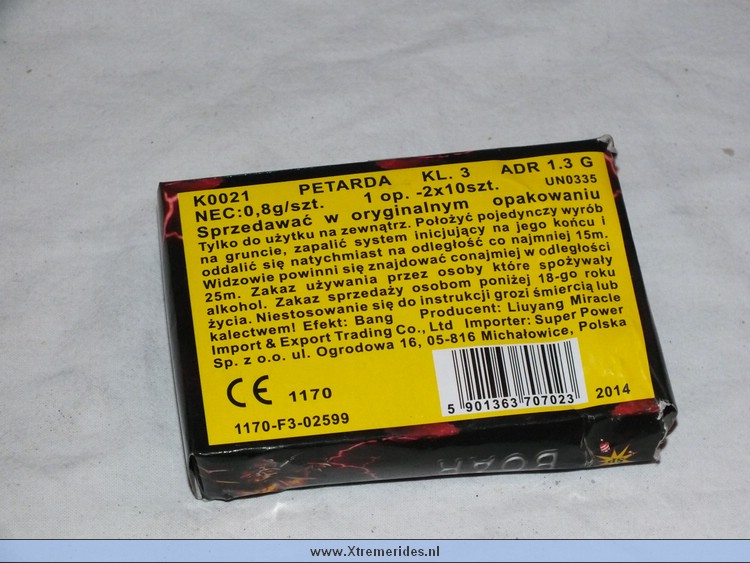 K0021 PETARDA KL. 3 ADR 1.3 G
NEC:0,8g/szt. 1 op. -2x10szt. UN0335
Sprzedawać w oryginalnym opakowaniu
Tylko do użytku na zewnątrz. Położyć pojedynczy wyrób
na gruncie, zapalić system inicjujący na jego końcu i
oddalić się natychmiast na odległość co najmniej 15m.
Widzowie powinni się znajdować conajmiej w odległości
25m. Zakaz używania przez osoby które spożywały
alkohol. Zakaz sprzedaży osobom poniżej 18-go roku
życia. Niestosowanie się do instrukcji grozi śmiercią lub
kalectwem! Efekt: Bang Producent: Liuyang Miracle
Import & Export Trading Co., Ltd Importer: Super Power
Sp. z o.o. ul. Ogrodowa 16, 05-816 Michałowice, Polska
CE 1170
5 901363 707023
2014
1170-F3-02599
BOAH
www.Xtremerides.nl